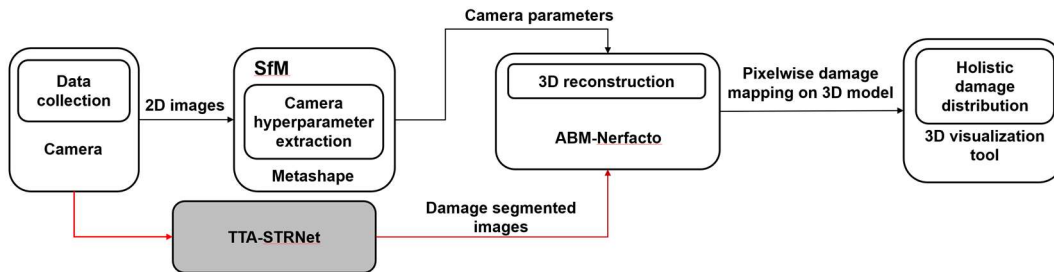 Data
collection
Camera
2D images
SfM
Camera
hyperparameter
extraction
Metashape
Camera parameters
3D reconstruction
ABM-Nerfacto
Pixelwise damage
mapping on 3D model
Holistic
damage
distribution
3D visualization
tool
TTA-STRNet
Damage segmented
images